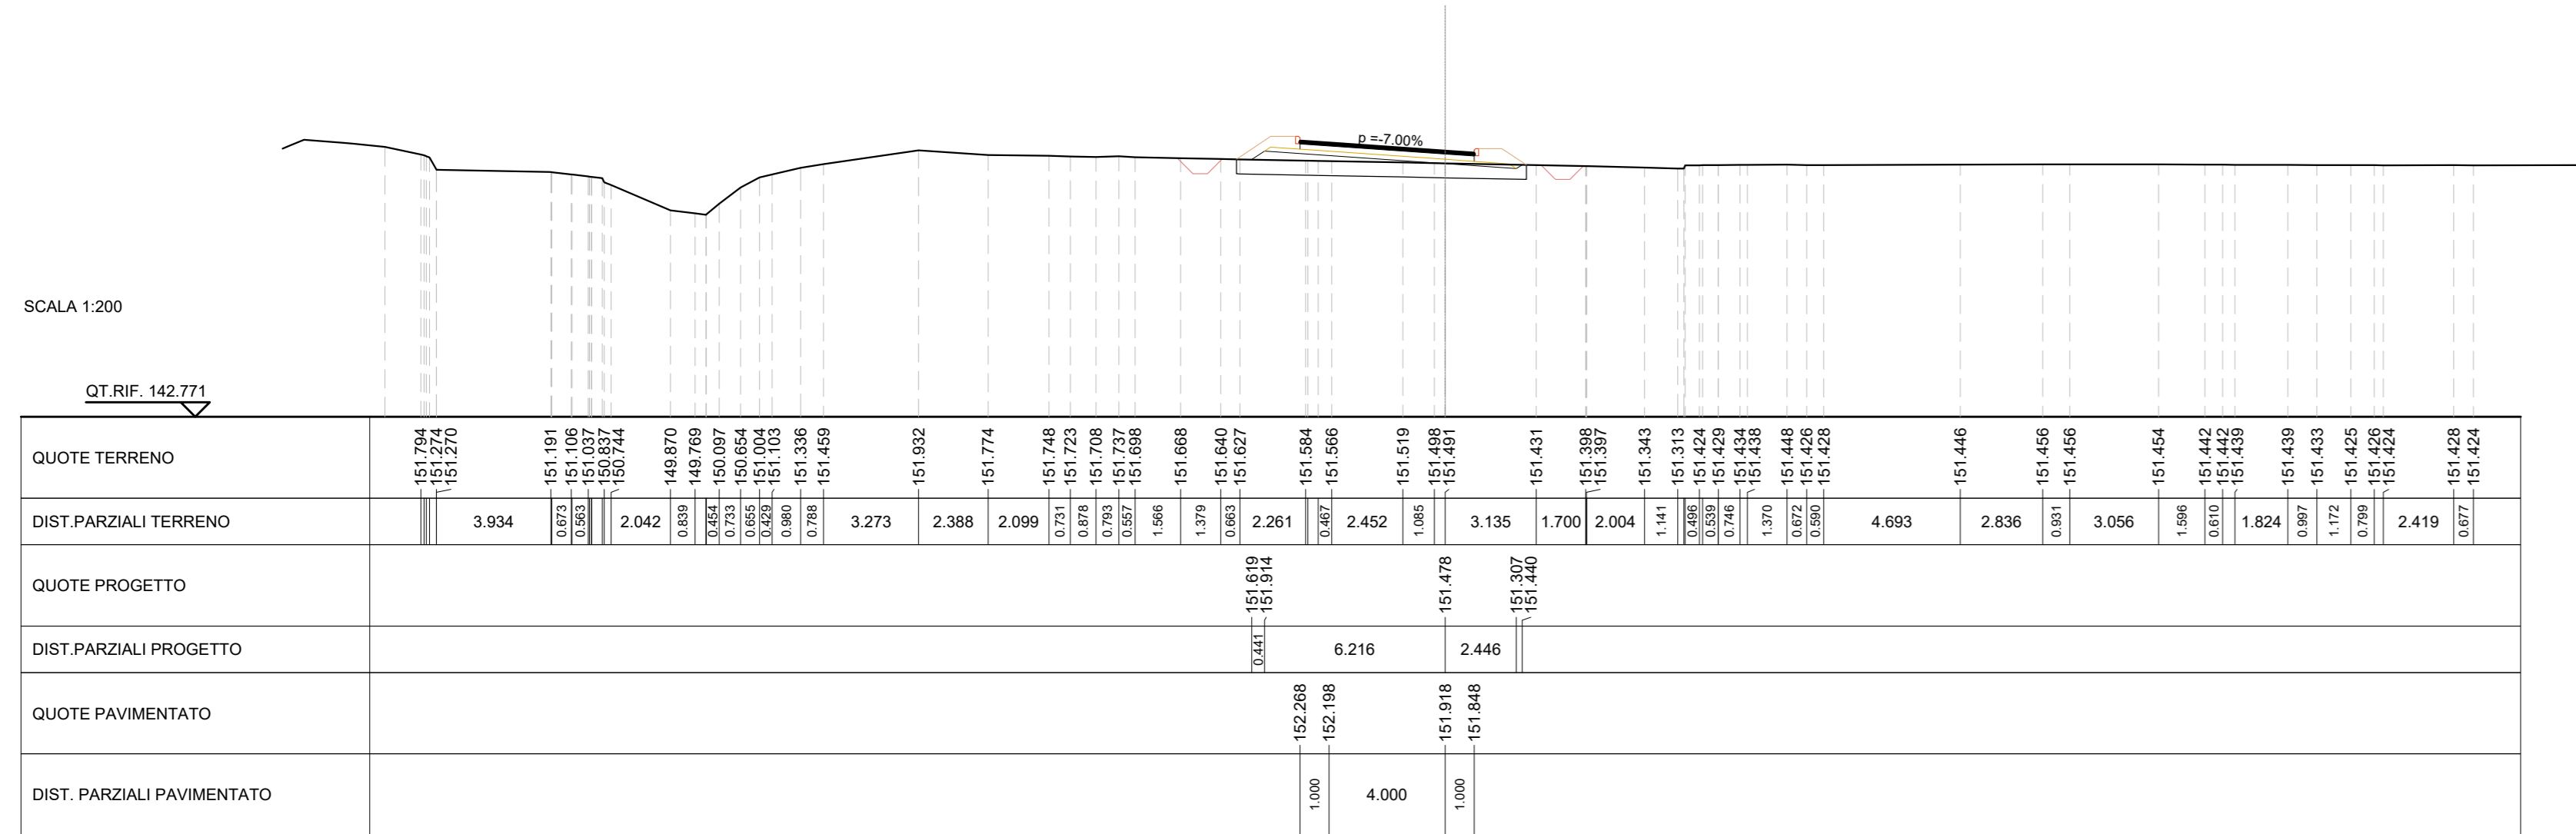 p =-7.00%
SCALA 1:200
QT.RIF. 142.771
QUOTE TERRENO
151.794 151.274 151.270 151.191 151.106 151.037 150.837 150.744 149.870 149.769 150.097 150.654 151.004 151.103 151.336 151.459 151.932 151.774 151.748 151.723 151.708 151.737 151.698 151.668 151.640 151.627 151.584 151.566 151.519 151.498 151.491 151.431 151.398 151.397 151.343 151.313 151.424 151.429 151.434 151.438 151.448 151.426 151.428 151.446 151.456 151.456 151.454 151.442 151.442 151.439 151.439 151.433 151.425 151.426 151.424 151.428 151.424
DIST.PARZIALI TERRENO
3.934 0.673 0.563 2.042 0.839 0.454 0.733 0.655 0.429 0.980 0.788 3.273 2.388 2.099 0.731 0.878 0.793 0.557 1.566 1.379 0.663 2.261 0.467 2.452 1.085 3.135 1.700 2.004 1.141 0.496 0.539 0.746 1.370 0.672 0.590 4.693 2.836 0.931 3.056 1.596 0.610 1.824 0.997 1.172 0.799 2.419 0.677
QUOTE PROGETTO
151.619 151.914 151.478 151.307 151.440
DIST.PARZIALI PROGETTO
0.441 6.216 2.446
QUOTE PAVIMENTATO
152.268 152.198 151.918 151.848
DIST. PARZIALI PAVIMENTATO
1.000 4.000 1.000